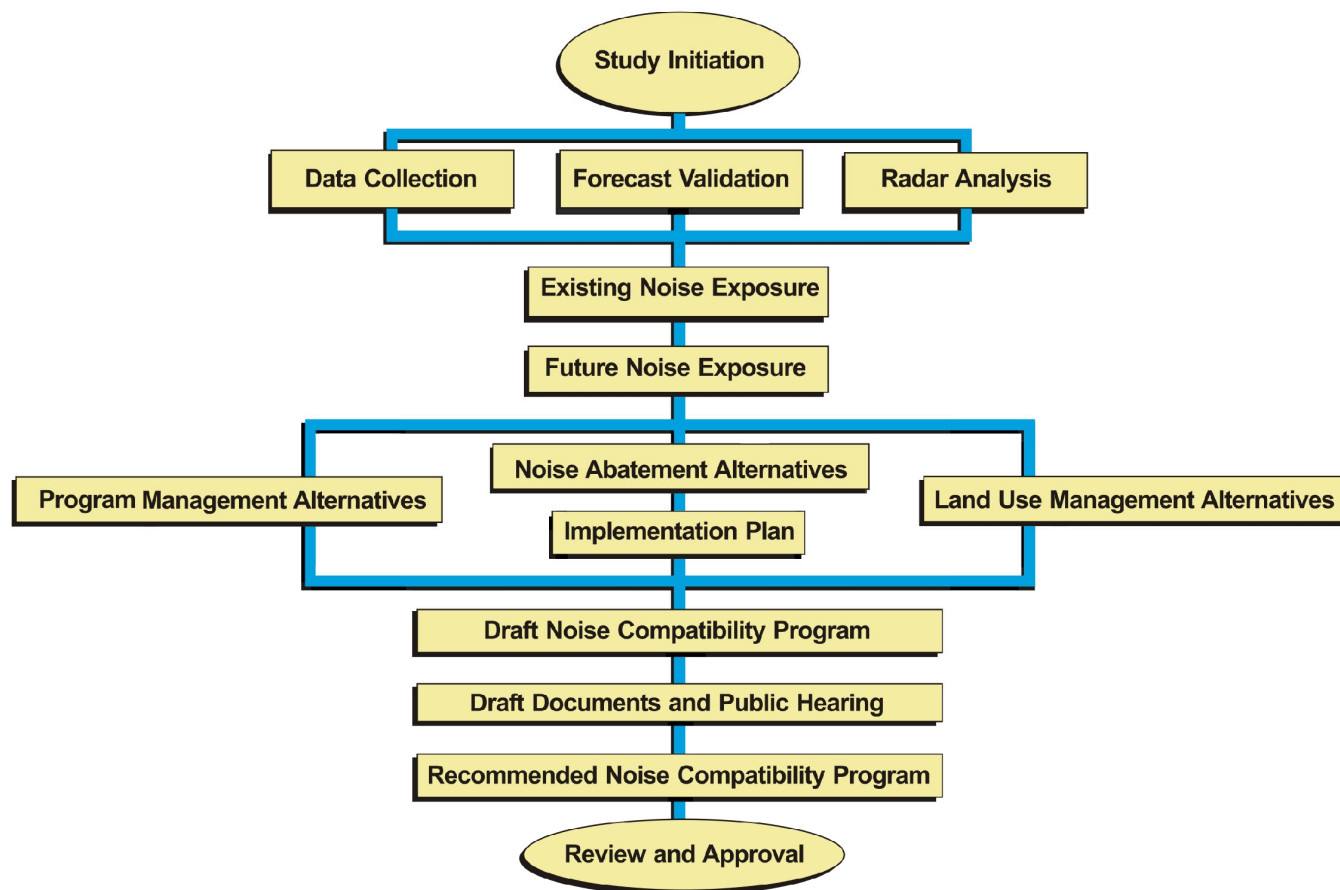 Study Initiation
Data Collection
Forecast Validation
Radar Analysis
Existing Noise Exposure
Future Noise Exposure
Noise Abatement Alternatives
Program Management Alternatives
Land Use Management Alternatives
Implementation Plan
Draft Noise Compatibility Program
Draft Documents and Public Hearing
Recommended Noise Compatibility Program
Review and Approval